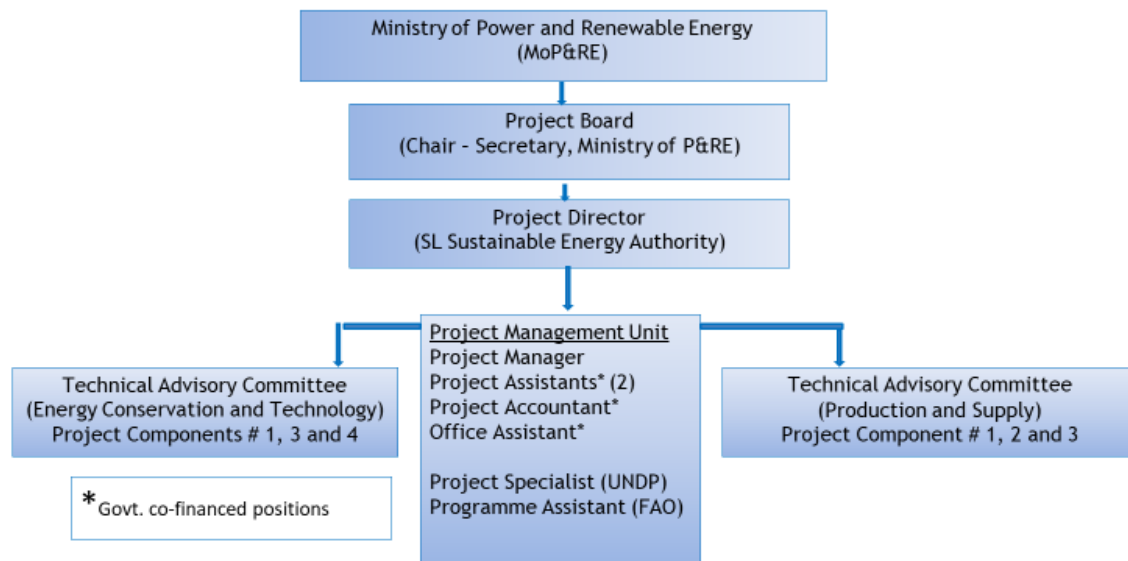 Ministry of Power and Renewable Energy
(MoP&RE)
Project Board
(Chair – Secretary, Ministry of P&RE)
Project Director
(SL Sustainable Energy Authority)
Project Management Unit
Project Manager
Project Assistants* (2)
Project Accountant*
Office Assistant*
Project Specialist (UNDP)
Programme Assistant (FAO)
Technical Advisory Committee
(Energy Conservation and Technology)
Project Components # 1, 3 and 4
Technical Advisory Committee
(Production and Supply)
Project Component # 1, 2 and 3
*Govt. co-financed positions